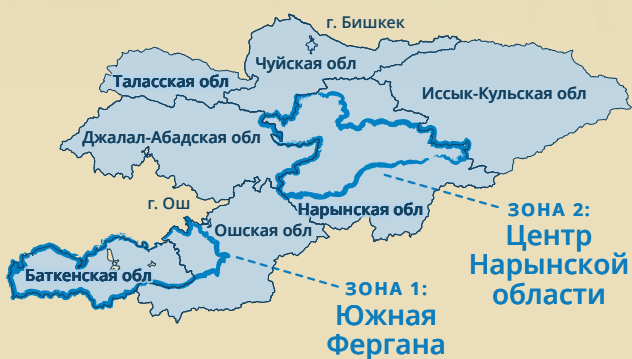 г. Бишкек
Чуйская обл
Таласская обл
Иссык-Кульская обл
Джалал-Абадская обл
г. Ош
Нарынская обл
Ошская обл
Баткенская обл
ЗОНА 2:
Центр
Нарынской
области
ЗОНА 1:
Южная
Фергана